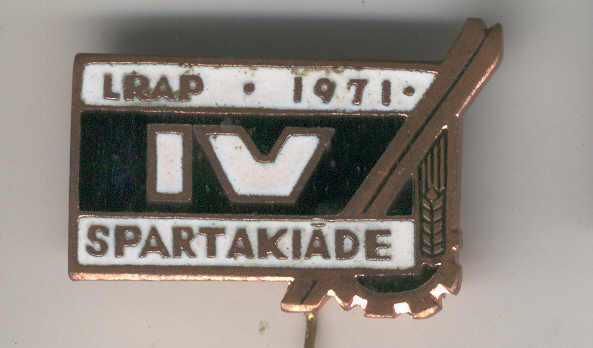 LRAP · 1971 ·
IV
SPARTAKIĀDE